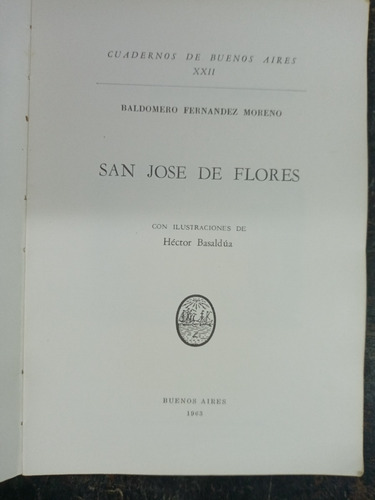 CUADERNOS DE BUENOS AIRES
XXII
BALDOMERO FERNANDEZ MORENO
SAN JOSE DE FLORES
CON ILUSTRACIONES DE
Héctor Basaldúa
BUENOS AIRES